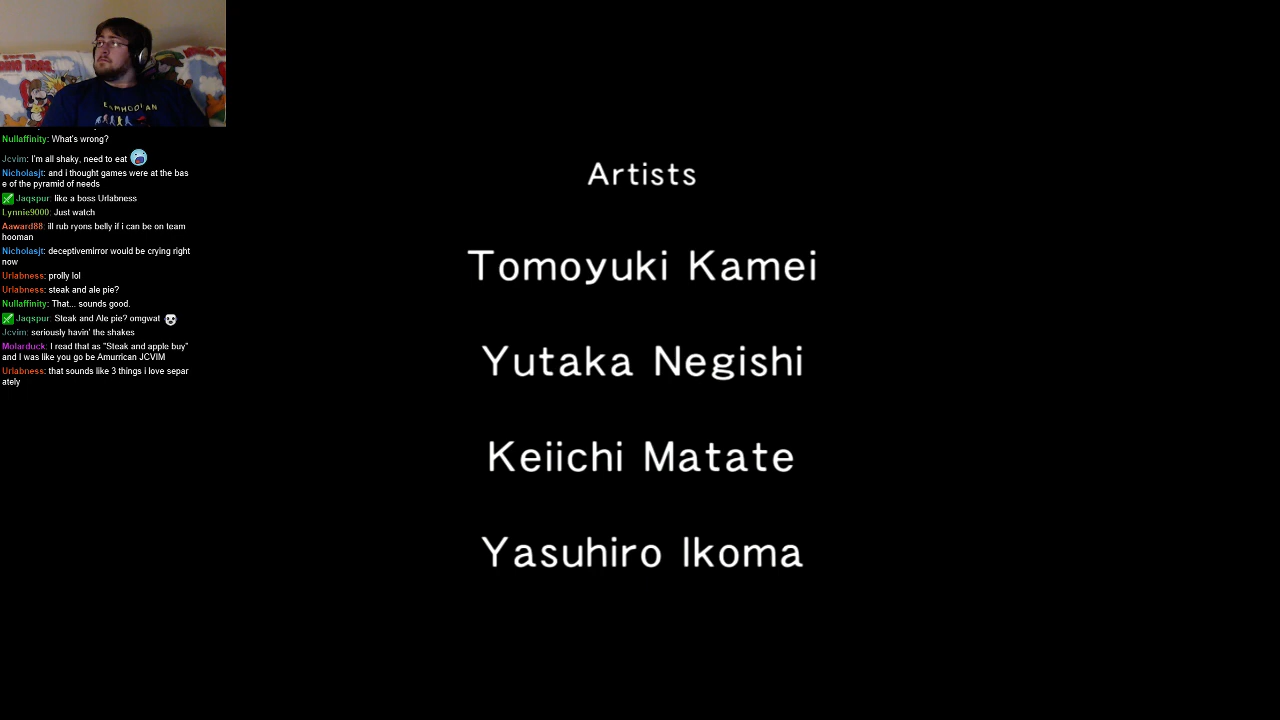 EARTHBOUND
Nullaffinity: What's wrong?
Jcvim: I'm all shaky, need to eat
Nicholasjt: and i thought games were at the bas
e of the pyramid of needs
Jaqspur: like a boss Urlabness
Lynnie9000: Just watch
Aaward88: ill rub ryons belly if i can be on team
hooman
Nicholasjt: deceptivemirror would be crying right
now
Urlabness: prolly lol
Urlabness: steak and ale pie?
Nullaffinity: That... sounds good.
Jaqspur: Steak and Ale pie? omgwat
Jcvim: seriously havin' the shakes
Molarduck: I read that as "Steak and apple buy"
and I was like you go be Amurrican JCVIM
Urlabness: that sounds like 3 things i love separ
ately
Artists
Tomoyuki Kamei
Yutaka Negishi
Keiichi Matate
Yasuhiro Ikoma